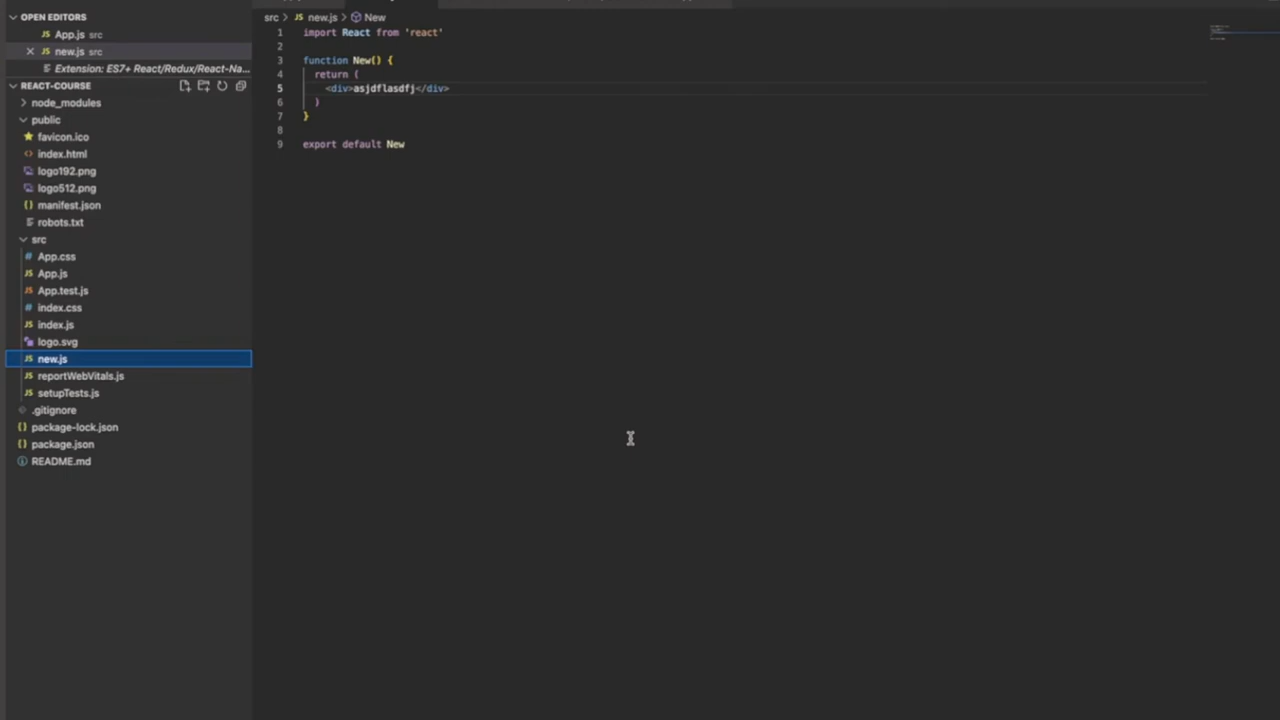 OPEN EDITORS
App.js src
new.js src
Extension: ES7+ React/Redux/React-Na...
REACT-COURSE
node_modules
public
favicon.ico
index.html
logo192.png
logo512.png
manifest.json
robots.txt
src
App.css
App.js
App.test.js
index.css
index.js
logo.svg
new.js
reportWebVitals.js
setupTests.js
.gitignore
package-lock.json
package.json
README.md
src > JS new.js > New
1 import React from 'react'
2
3 function New() {
4 return (
5 <div>asjdflasdfj</div>
6 )
7 }
8
9 export default New